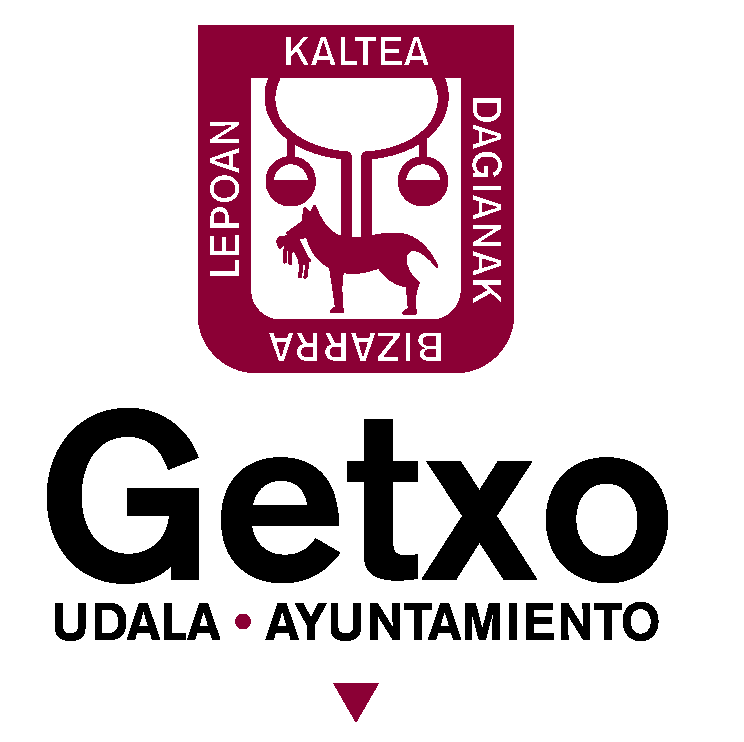 KALTEA
DAGIANAK
BIZARRA
LEPOAN
Getxo
UDALA • AYUNTAMIENTO